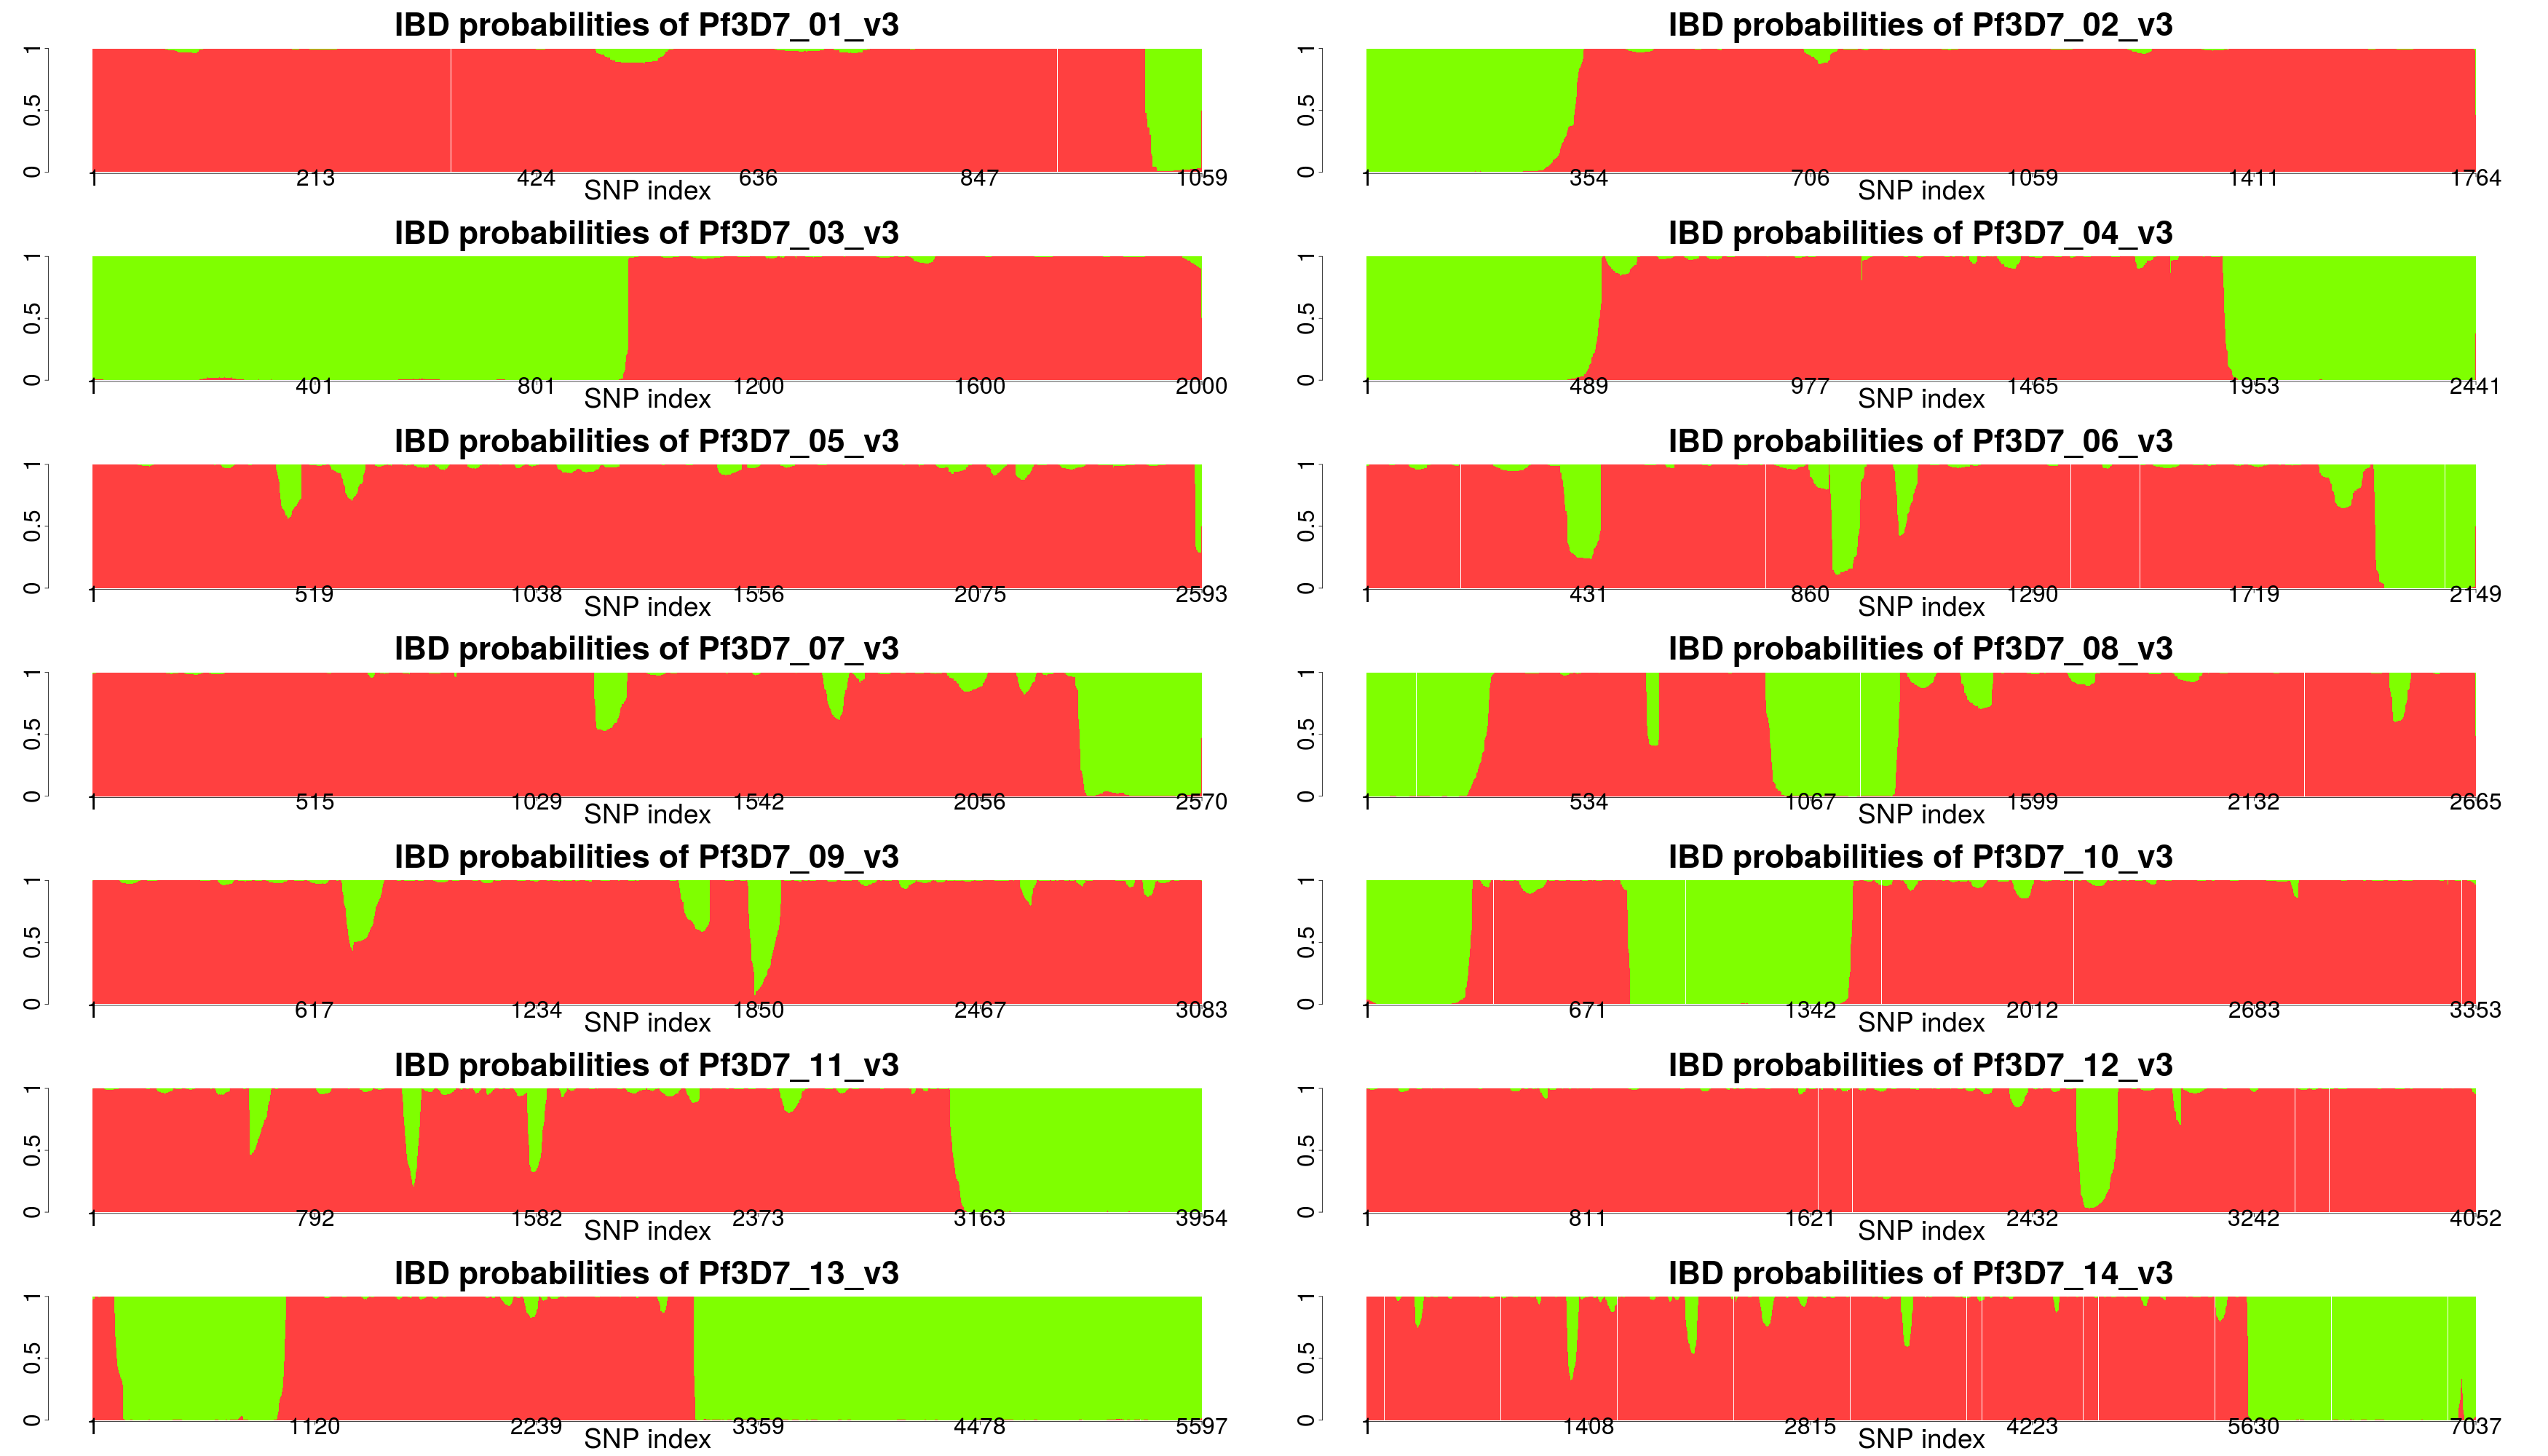 IBD probabilities of Pf3D7_01_v3
0 0.5 1
1 213 424 636 847 1059
SNP index
IBD probabilities of Pf3D7_02_v3
0 0.5 1
1 354 706 1059 1411 1764
SNP index
IBD probabilities of Pf3D7_03_v3
0 0.5 1
1 401 801 1200 1600 2000
SNP index
IBD probabilities of Pf3D7_04_v3
0 0.5 1
1 489 977 1465 1953 2441
SNP index
IBD probabilities of Pf3D7_05_v3
0 0.5 1
1 519 1038 1556 2075 2593
SNP index
IBD probabilities of Pf3D7_06_v3
0 0.5 1
1 431 860 1290 1719 2149
SNP index
IBD probabilities of Pf3D7_07_v3
0 0.5 1
1 515 1029 1542 2056 2570
SNP index
IBD probabilities of Pf3D7_08_v3
0 0.5 1
1 534 1067 1599 2132 2665
SNP index
IBD probabilities of Pf3D7_09_v3
0 0.5 1
1 617 1234 1850 2467 3083
SNP index
IBD probabilities of Pf3D7_10_v3
0 0.5 1
1 671 1342 2012 2683 3353
SNP index
IBD probabilities of Pf3D7_11_v3
0 0.5 1
1 792 1582 2373 3163 3954
SNP index
IBD probabilities of Pf3D7_12_v3
0 0.5 1
1 811 1621 2432 3242 4052
SNP index
IBD probabilities of Pf3D7_13_v3
0 0.5 1
1 1120 2239 3359 4478 5597
SNP index
IBD probabilities of Pf3D7_14_v3
0 0.5 1
1 1408 2815 4223 5630 7037
SNP index